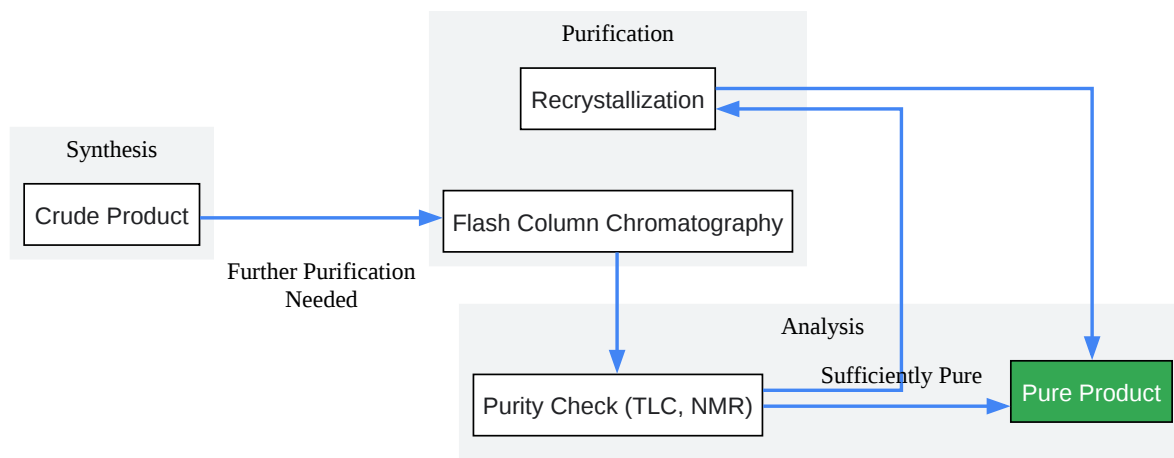 Purification
Recrystallization
Synthesis
Crude Product
Flash Column Chromatography
Further Purification
Needed
Analysis
Sufficiently Pure
Purity Check (TLC, NMR)
Pure Product